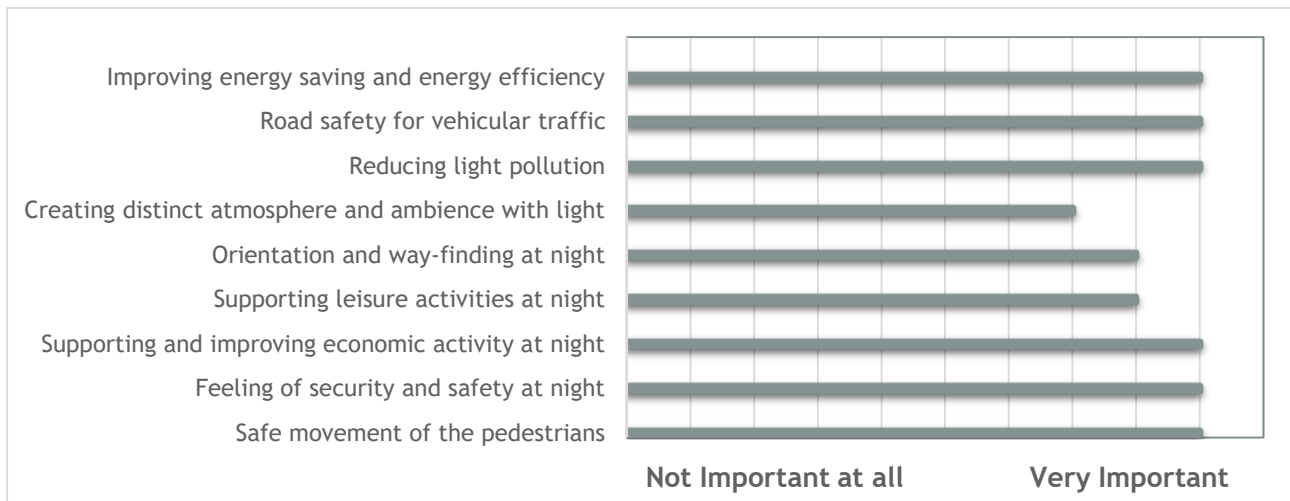 Improving energy saving and energy efficiency
Road safety for vehicular traffic
Reducing light pollution
Creating distinct atmosphere and ambience with light
Orientation and way-finding at night
Supporting leisure activities at night
Supporting and improving economic activity at night
Feeling of security and safety at night
Safe movement of the pedestrians
Not Important at all Very Important